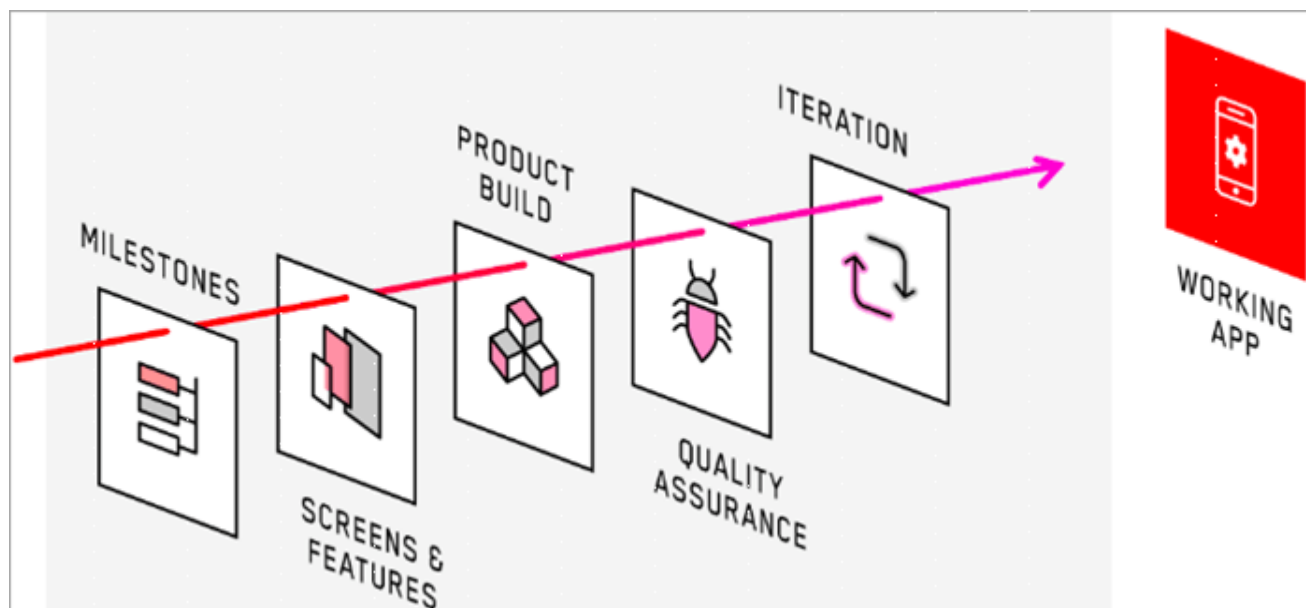 MILESTONES
SCREENS &
FEATURES
PRODUCT
BUILD
QUALITY
ASSURANCE
ITERATION
WORKING
APP